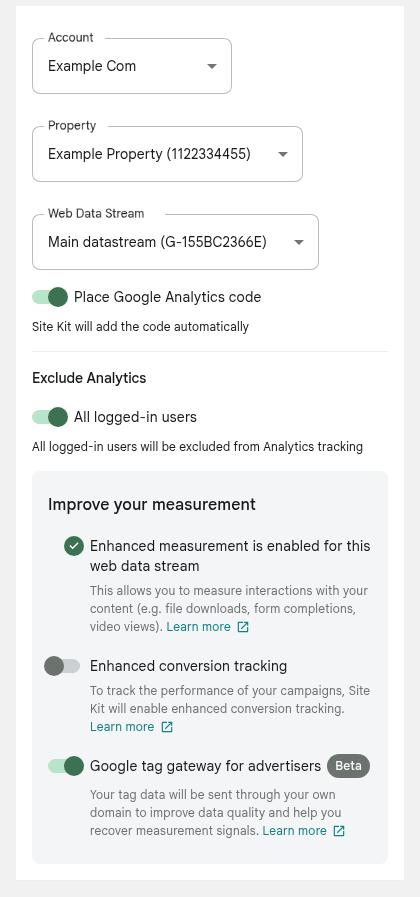 Account
Example Com
Property
Example Property (1122334455)
Web Data Stream
Main datastream (G-155BC2366E)
Place Google Analytics code
Site Kit will add the code automatically
Exclude Analytics
All logged-in users
All logged-in users will be excluded from Analytics tracking
Improve your measurement
Enhanced measurement is enabled for this
web data stream
This allows you to measure interactions with your
content (e.g. file downloads, form completions,
video views). Learn more
Enhanced conversion tracking
To track the performance of your campaigns, Site
Kit will enable enhanced conversion tracking.
Learn more
Google tag gateway for advertisers Beta
Your tag data will be sent through your own
domain to improve data quality and help you
recover measurement signals. Learn more